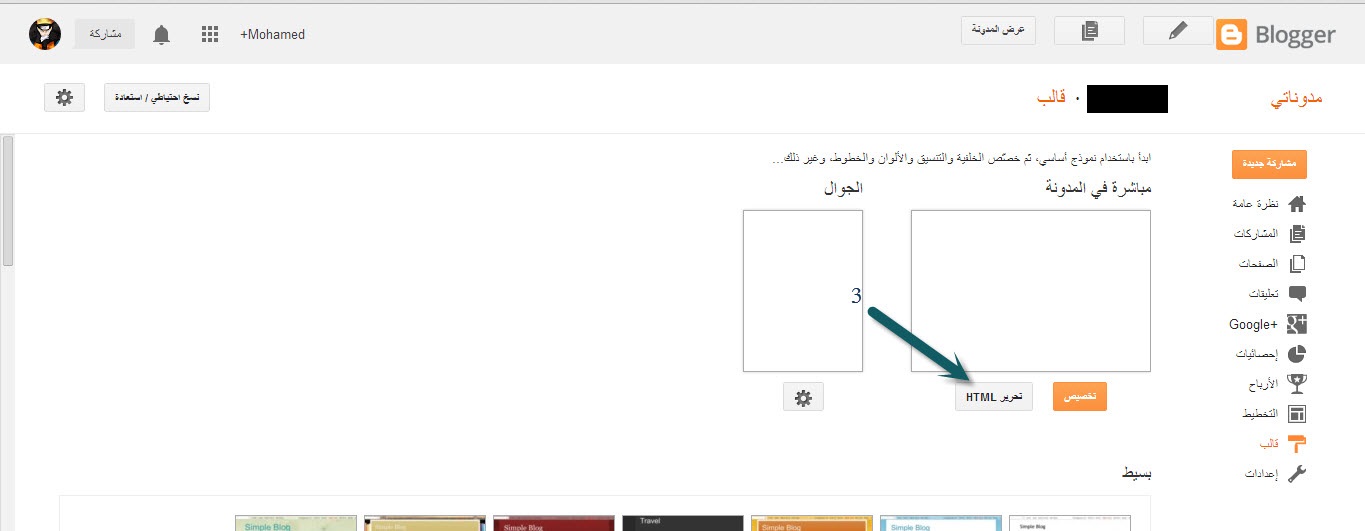 Blogger
عرض المدونة
+Mohamed
مشاركة
مدوناتي
· قالب
نسخ احتياطي / استعادة
مشاركة جديدة
نظرة عامة
المشاركات
الصفحات
تعليقات
Google+
إحصائيات
الأرباح
التخطيط
قالب
إعدادات
ابدأ باستخدام نموذج أساسي، ثم خصّص الخلفية والتنسيق والألوان والخطوط، وغير ذلك...
مباشرة في المدونة
الجوال
3
تخصيص
تحرير HTML
بسيط
Simple Blog
Simple Blog
Simple Blog
Travel
Simple Blog
Simple Blog
Simple Blog